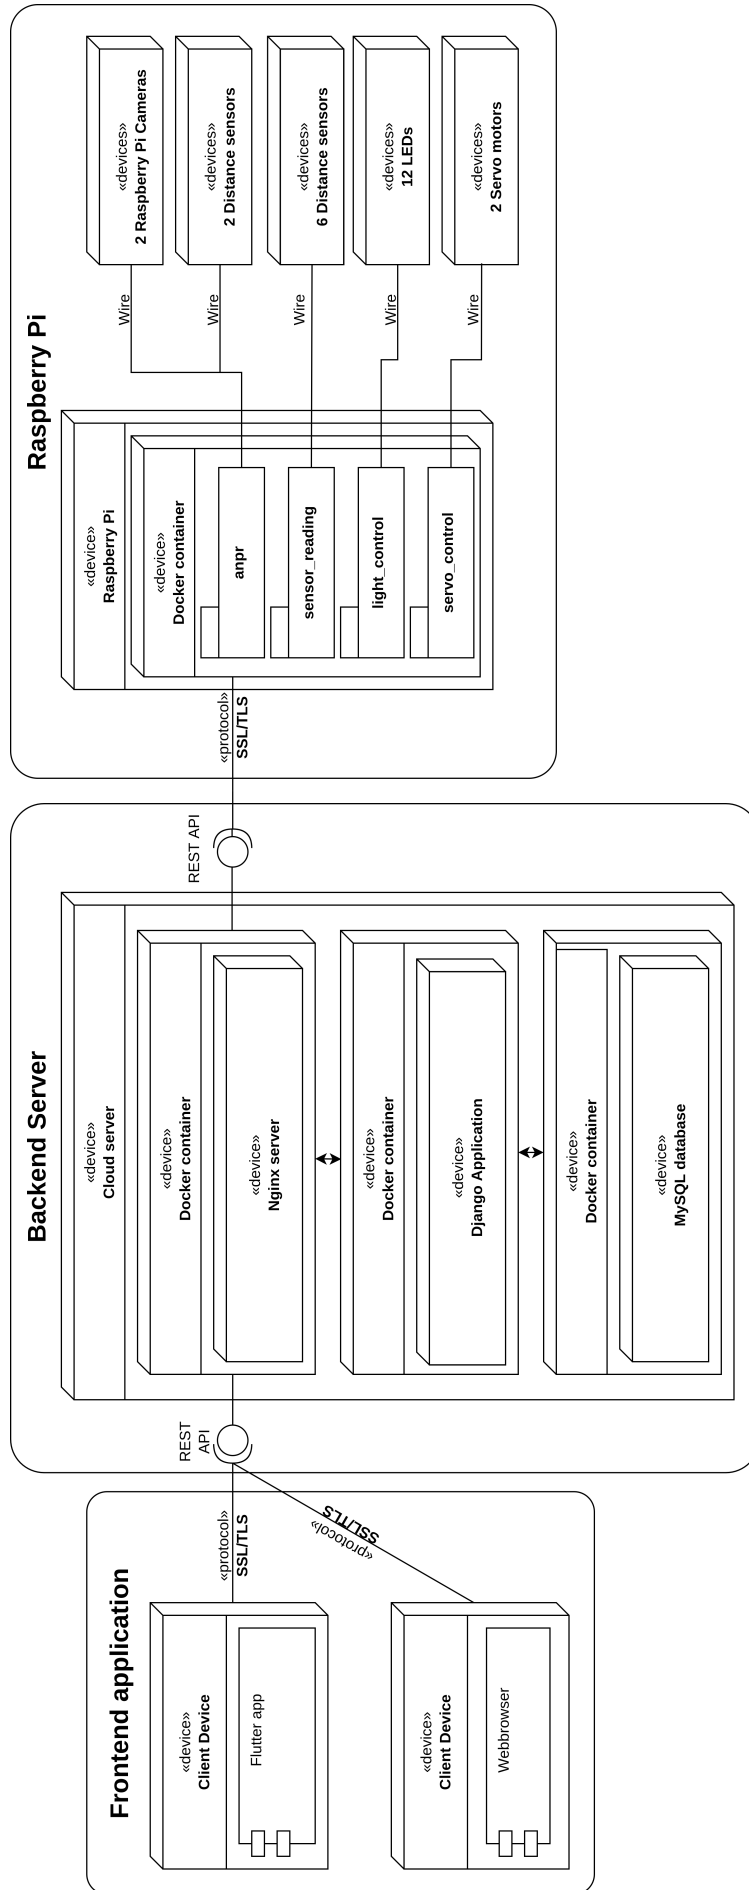 Frontend application
«device»
Client Device
Flutter app
«device»
Client Device
Webbrowser
«protocol»
SSL/TLS
«protocol»
SSL/TLS
Backend Server
REST
API
«device»
Cloud server
«device»
Docker container
«device»
Nginx server
«device»
Docker container
«device»
Django Application
«device»
Docker container
«device»
MySQL database
REST API
Raspberry Pi
«protocol»
SSL/TLS
«device»
Raspberry Pi
«device»
Docker container
anpr
sensor_reading
light_control
servo_control
Wire
Wire
Wire
Wire
Wire
«devices»
2 Raspberry Pi Cameras
«devices»
2 Distance sensors
«devices»
6 Distance sensors
«devices»
12 LEDs
«devices»
2 Servo motors